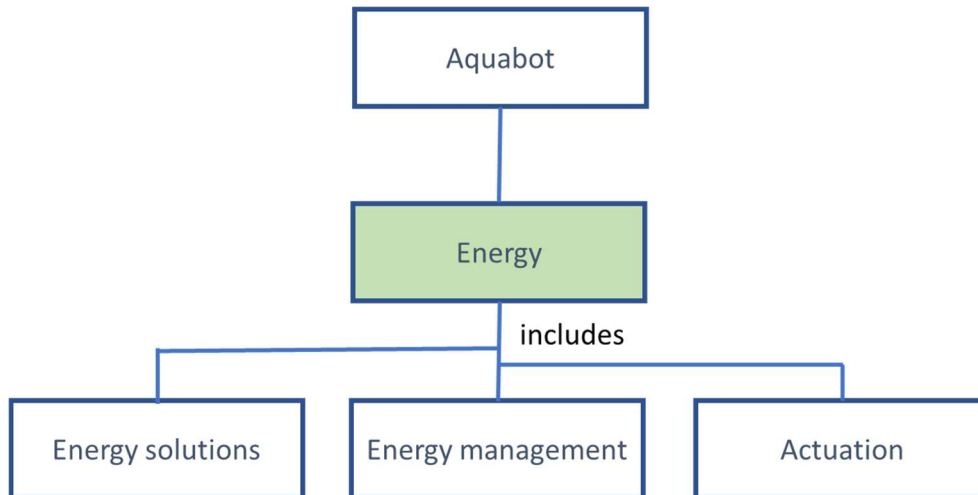 Aquabot
Energy
includes
Energy solutions
Energy management
Actuation